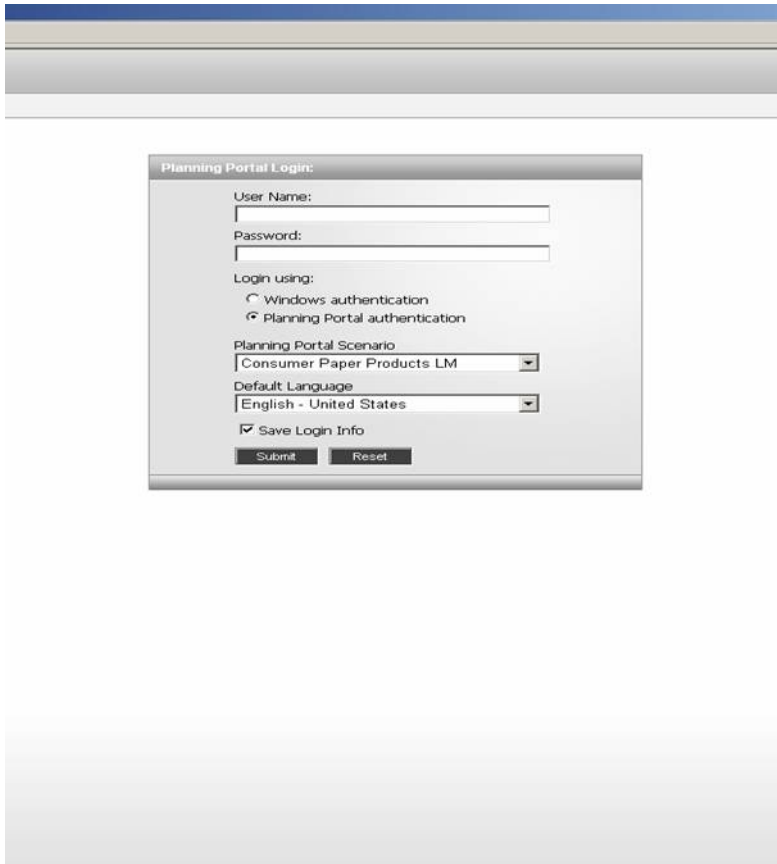 Planning Portal Login:
User Name:
Password:
Login using:
Windows authentication
Planning Portal authentication
Planning Portal Scenario
Consumer Paper Products LM
Default Language
English - United States
Save Login Info
Submit Reset